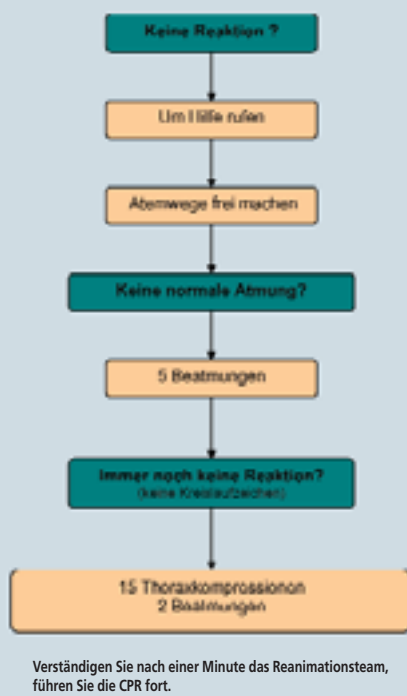 Keine Reaktion ?
Um Hilfe rufen
Atemwege frei machen
Keine normale Atmung?
5 Beatmungen
Immer noch keine Reaktion?
(keine Kreislaufzeichen)
15 Thoraxkompressionen
2 Beatmungen
Verständigen Sie nach einer Minute das Reanimationsteam,
führen Sie die CPR fort.